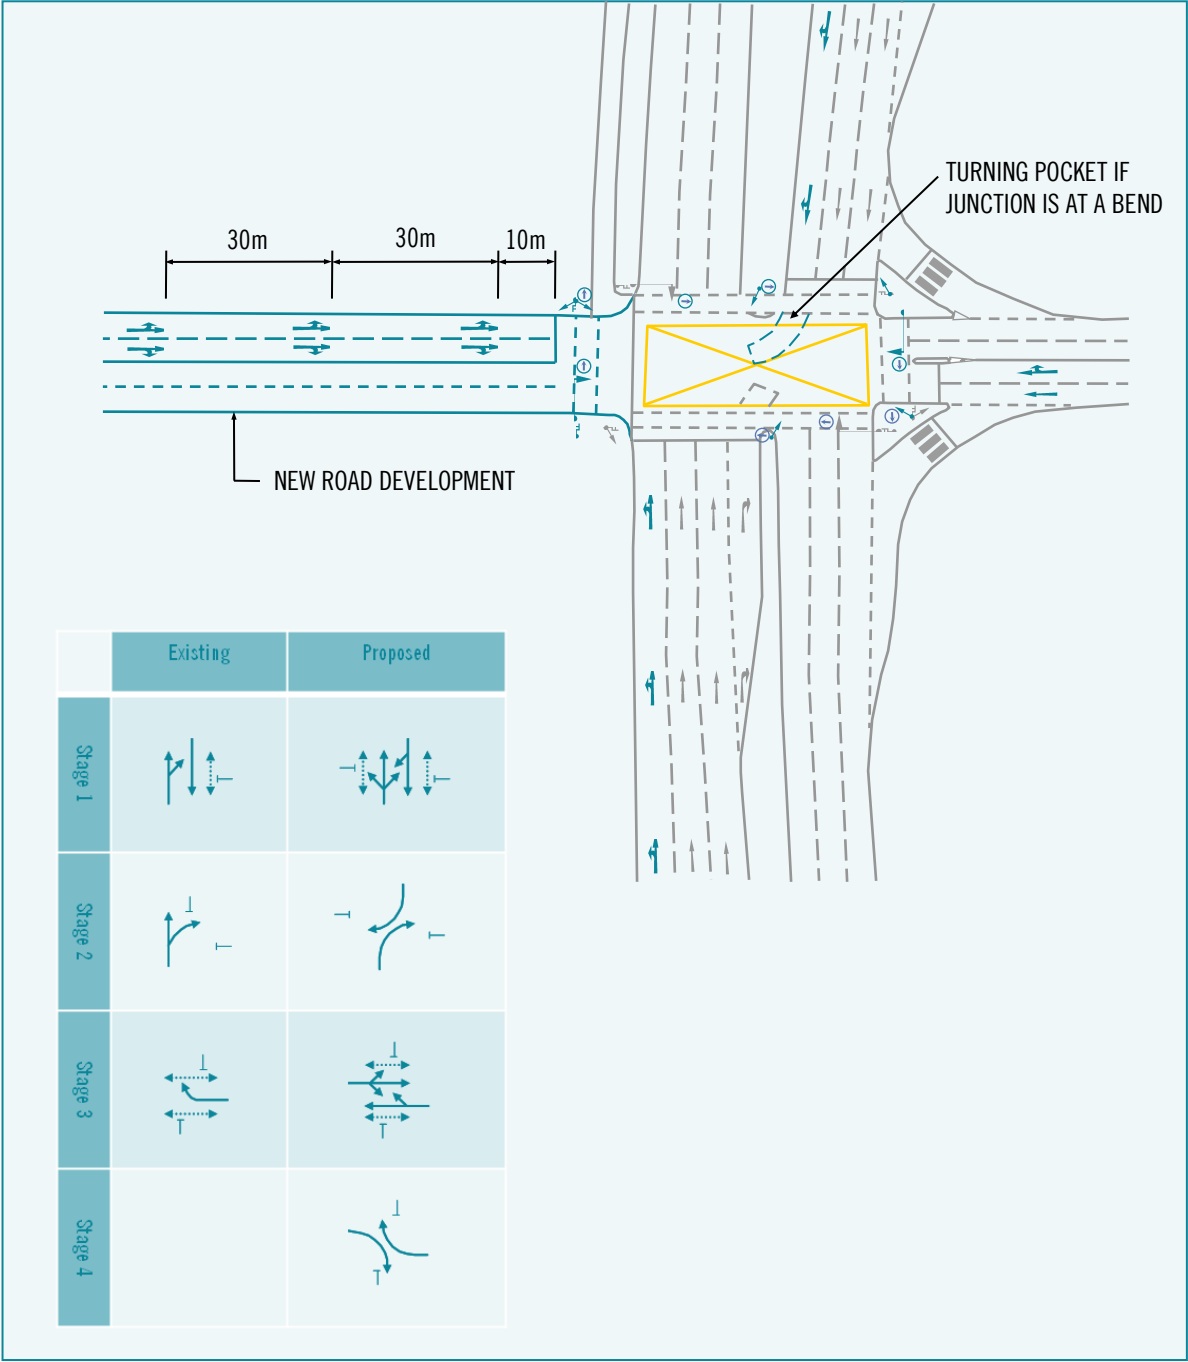 TURNING POCKET IF
JUNCTION IS AT A BEND
30m
30m
10m
NEW ROAD DEVELOPMENT
Existing
Proposed
Stage 1
Stage 2
Stage 3
Stage 4